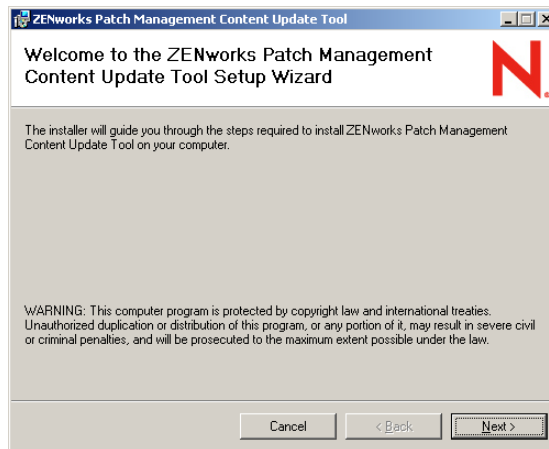 ZENworks Patch Management Content Update Tool
Welcome to the ZENworks Patch Management
Content Update Tool Setup Wizard
N
The installer will guide you through the steps required to install ZENworks Patch Management
Content Update Tool on your computer.
WARNING: This computer program is protected by copyright law and international treaties.
Unauthorized duplication or distribution of this program, or any portion of it, may result in severe civil
or criminal penalties, and will be prosecuted to the maximum extent possible under the law.
Cancel
< Back
Next >